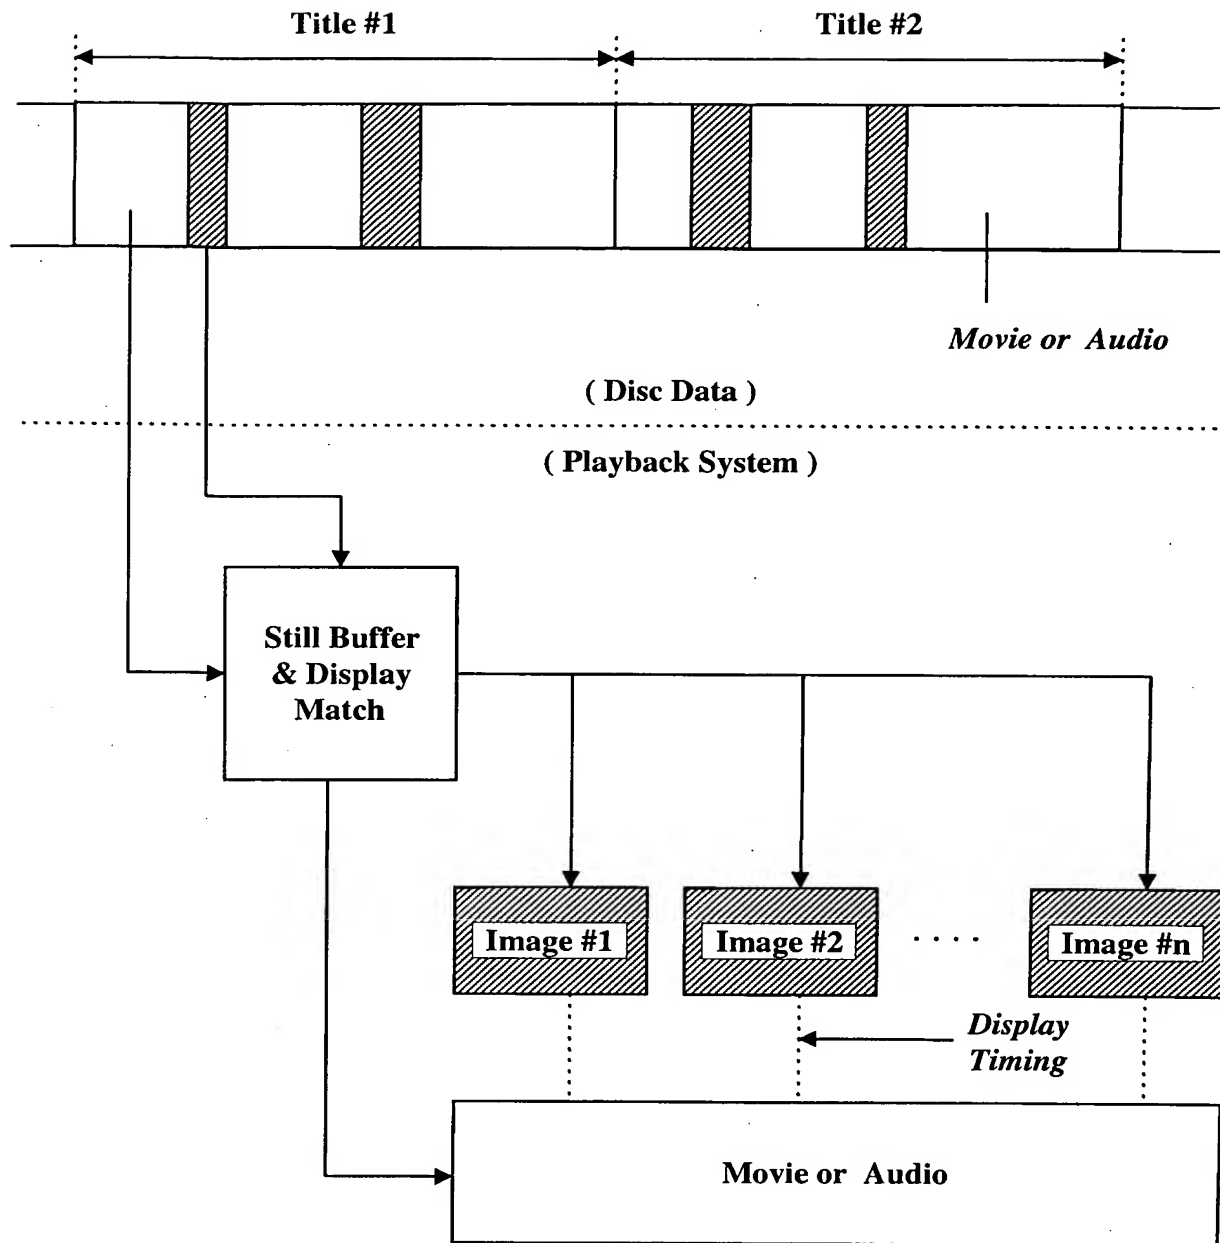 Title #1
Title #2
Movie or Audio
( Disc Data )
( Playback System )
Still Buffer
& Display
Match
Image #1
Image #2
. . . .
Image #n
Display
Timing
Movie or Audio